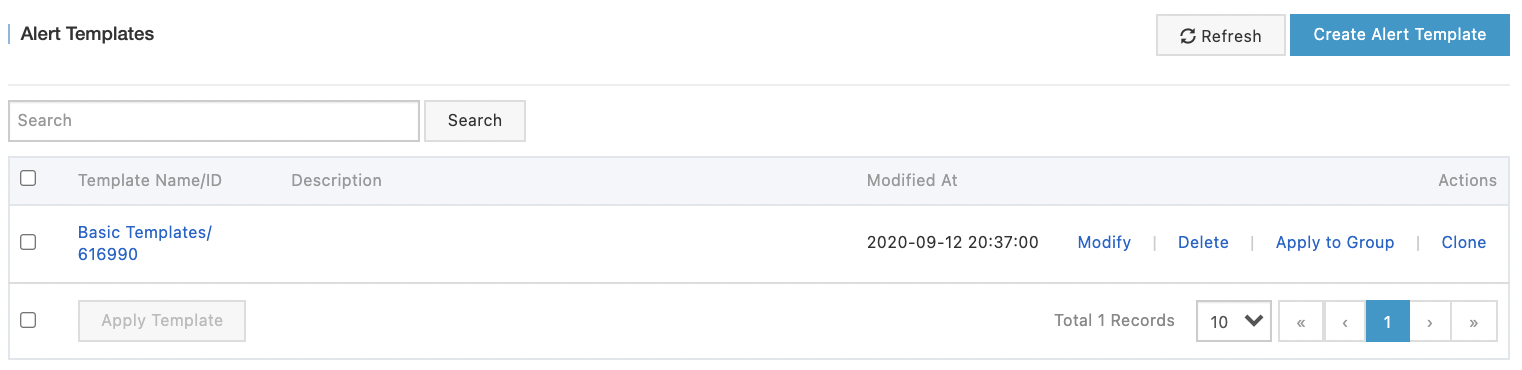 Alert Templates
Refresh
Create Alert Template
Search
Search
Template Name/ID Description Modified At Actions
Basic Templates/
616990
2020-09-12 20:37:00 Modify | Delete | Apply to Group | Clone
Apply Template
Total 1 Records 10 « ‹ 1 › »